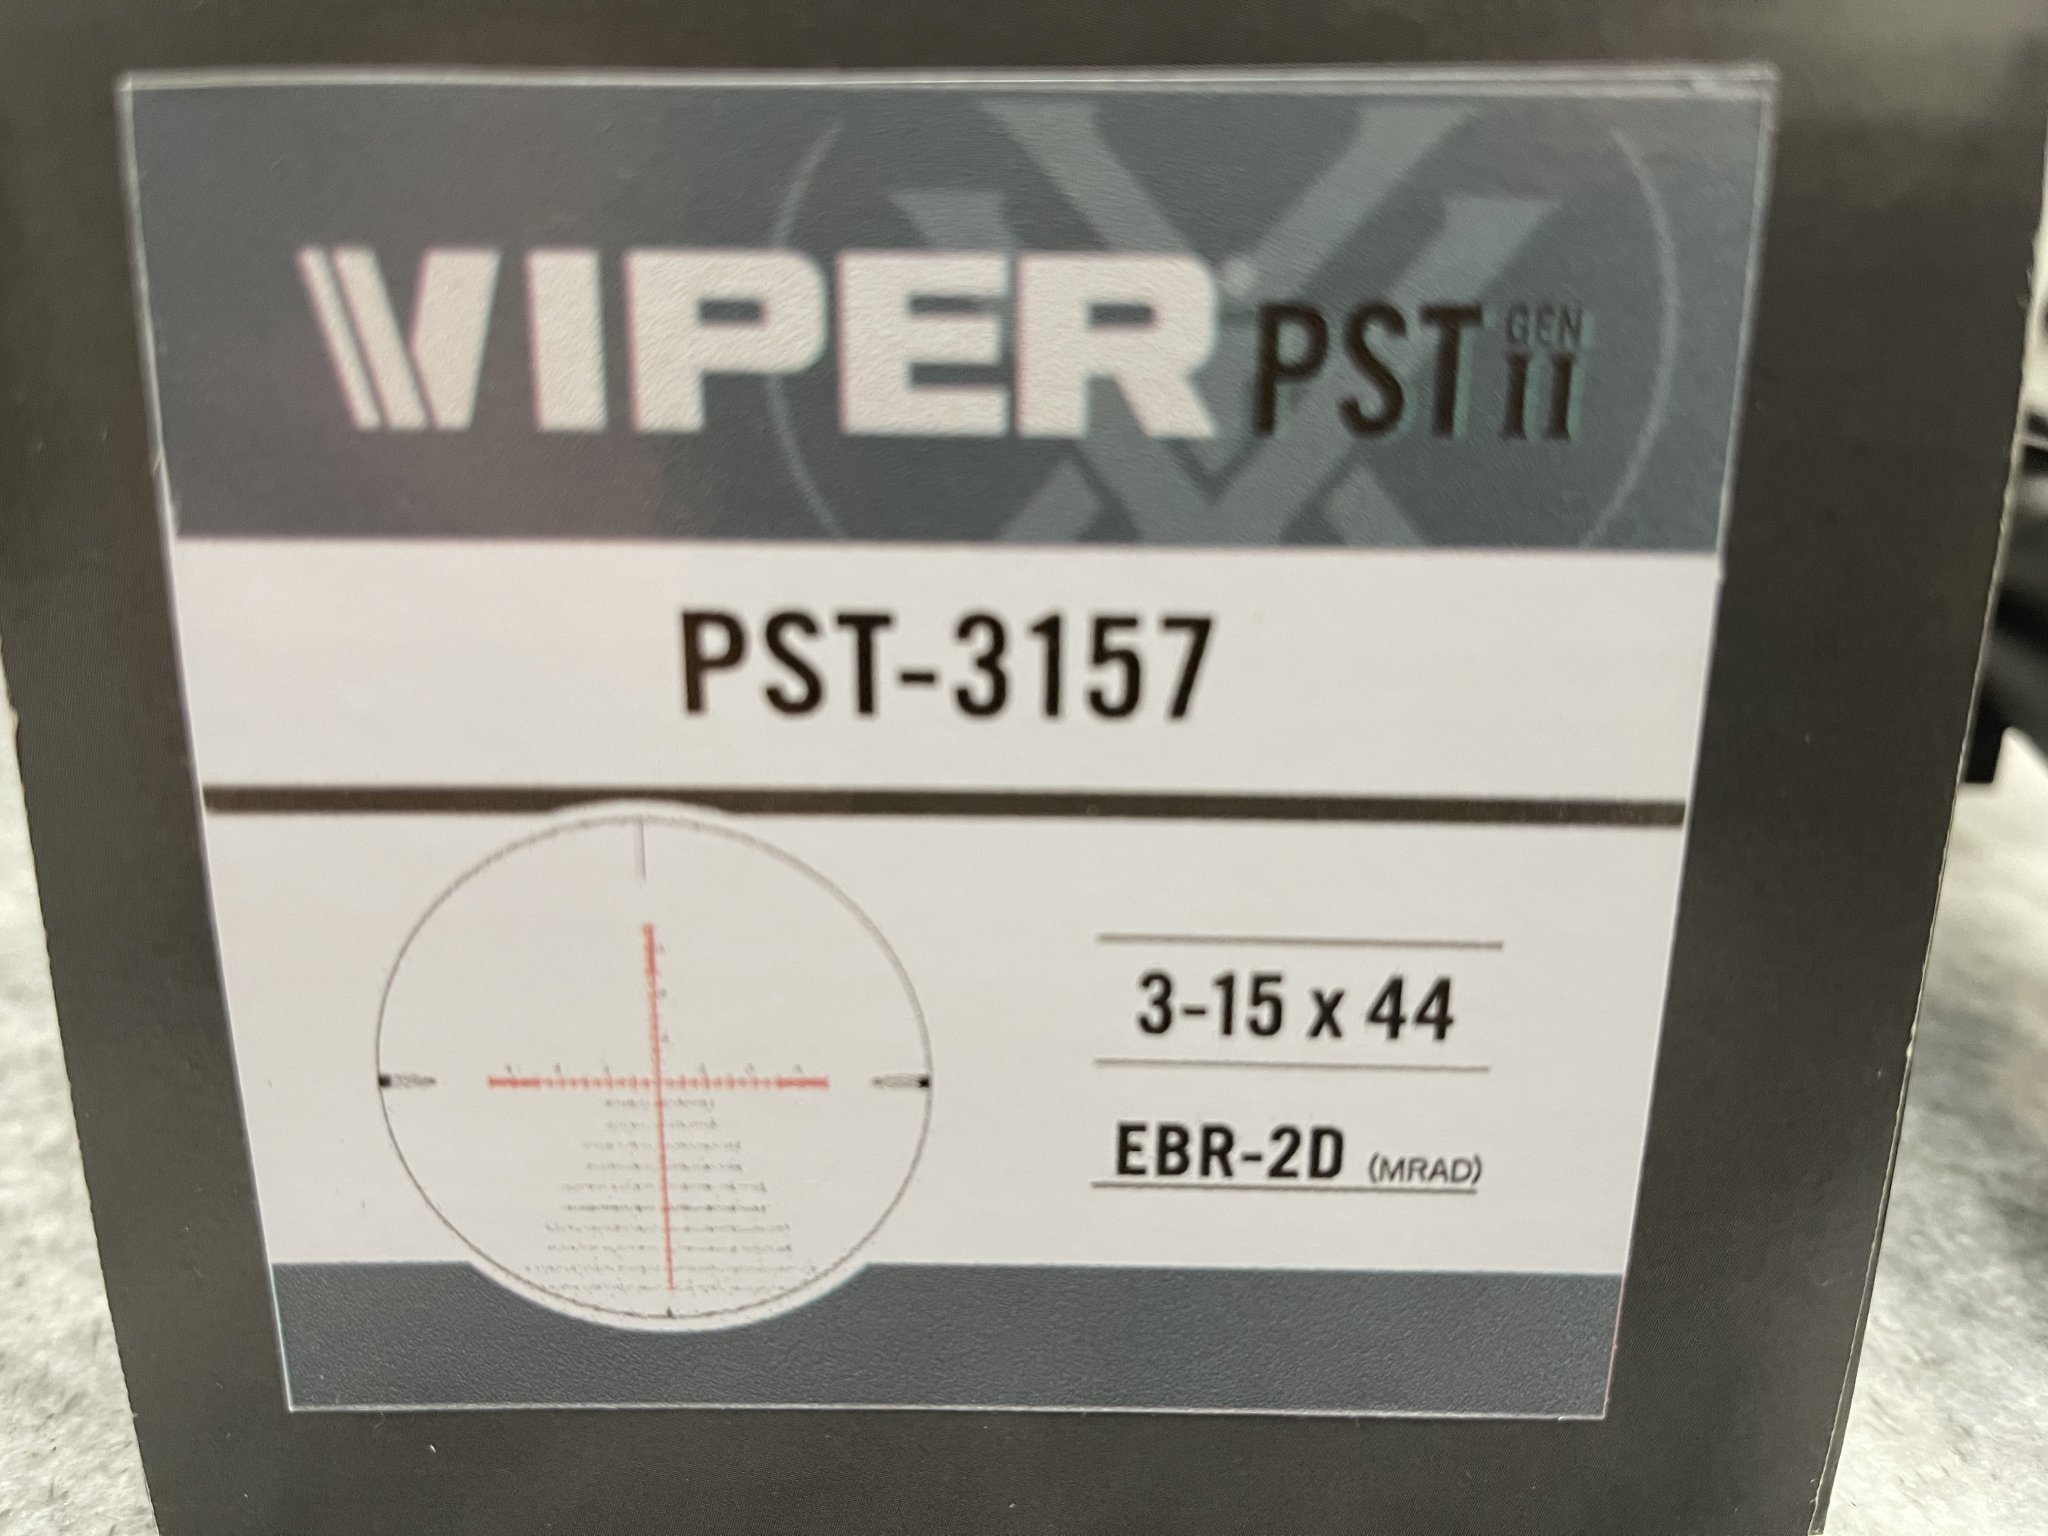 VIPER PST GEN II
PST-3157
3-15 x 44
EBR-2D (MRAD)